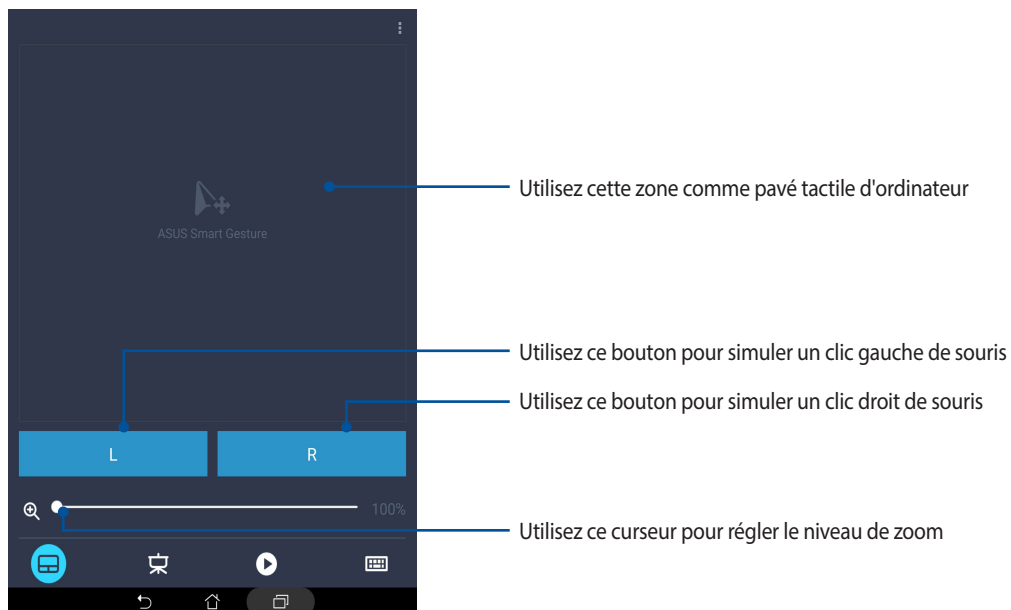 ASUS Smart Gesture
Utilisez cette zone comme pavé tactile d'ordinateur
Utilisez ce bouton pour simuler un clic gauche de souris
Utilisez ce bouton pour simuler un clic droit de souris
L R
100%
Utilisez ce curseur pour régler le niveau de zoom